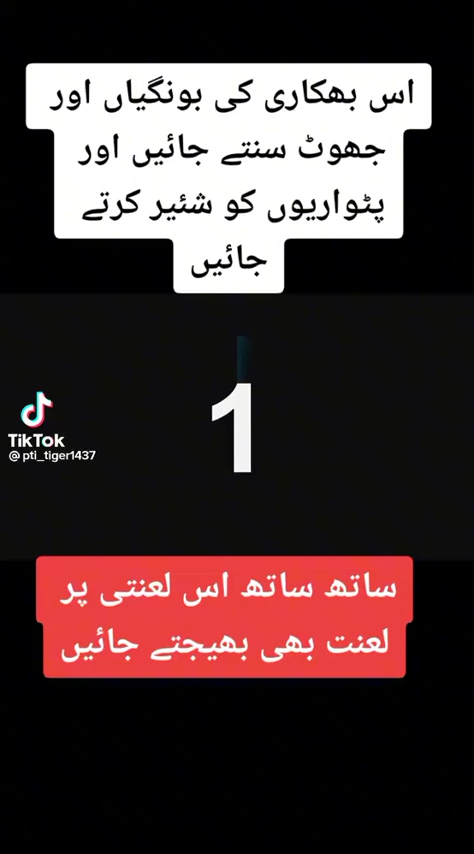 اس بھکاری کی بونگیاں اور
جھوٹ سنتے جائیں اور
پٹواریوں کو شئیر کرتے
جائیں
1
TikTok
@pti_tiger1437
ساتھ ساتھ اس لعنتی پر
لعنت بھی بھیجتے جائیں